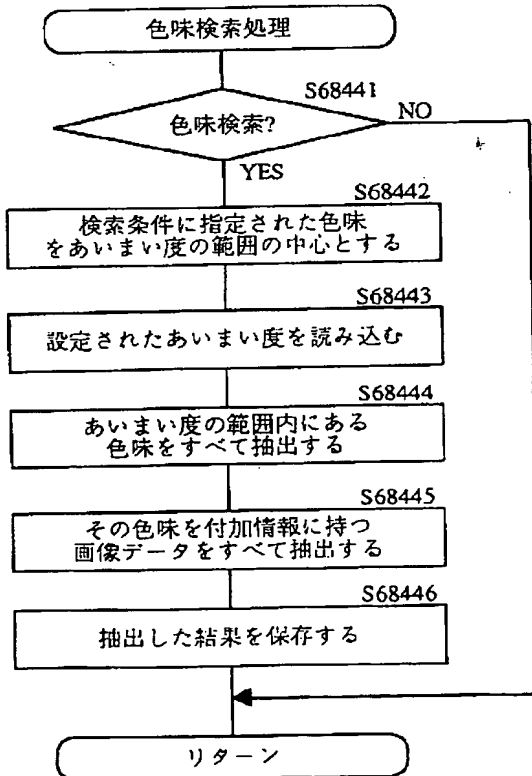 色味検索処理
S68441
色味検索?
NO
YES
S68442
検索条件に指定された色味
をあいまい度の範囲の中心とする
S68443
設定されたあいまい度を読み込む
S68444
あいまい度の範囲内にある
色味をすべて抽出する
S68445
その色味を付加情報に持つ
画像データをすべて抽出する
S68446
抽出した結果を保存する
リターン